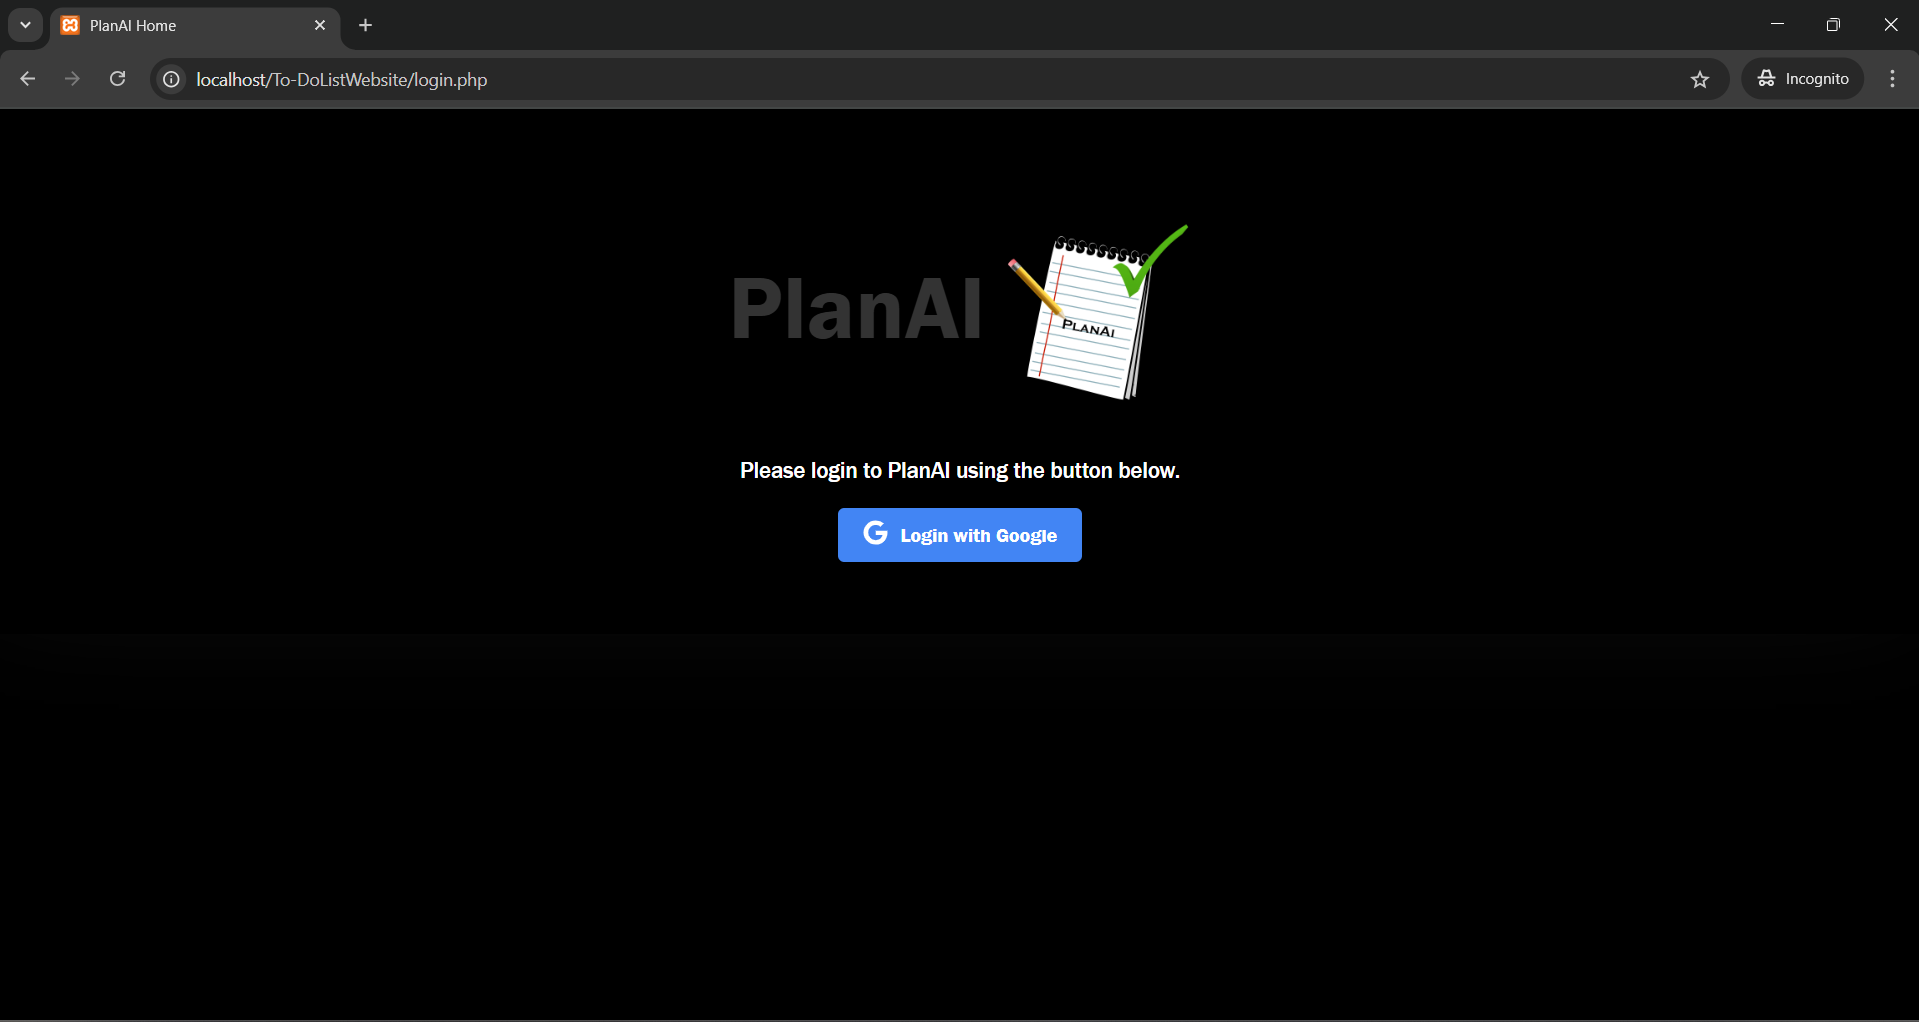 PlanAI Home
localhost/To-DoListWebsite/login.php
Incognito
PlanAI
PLANAI
Please login to PlanAI using the button below.
G Login with Google